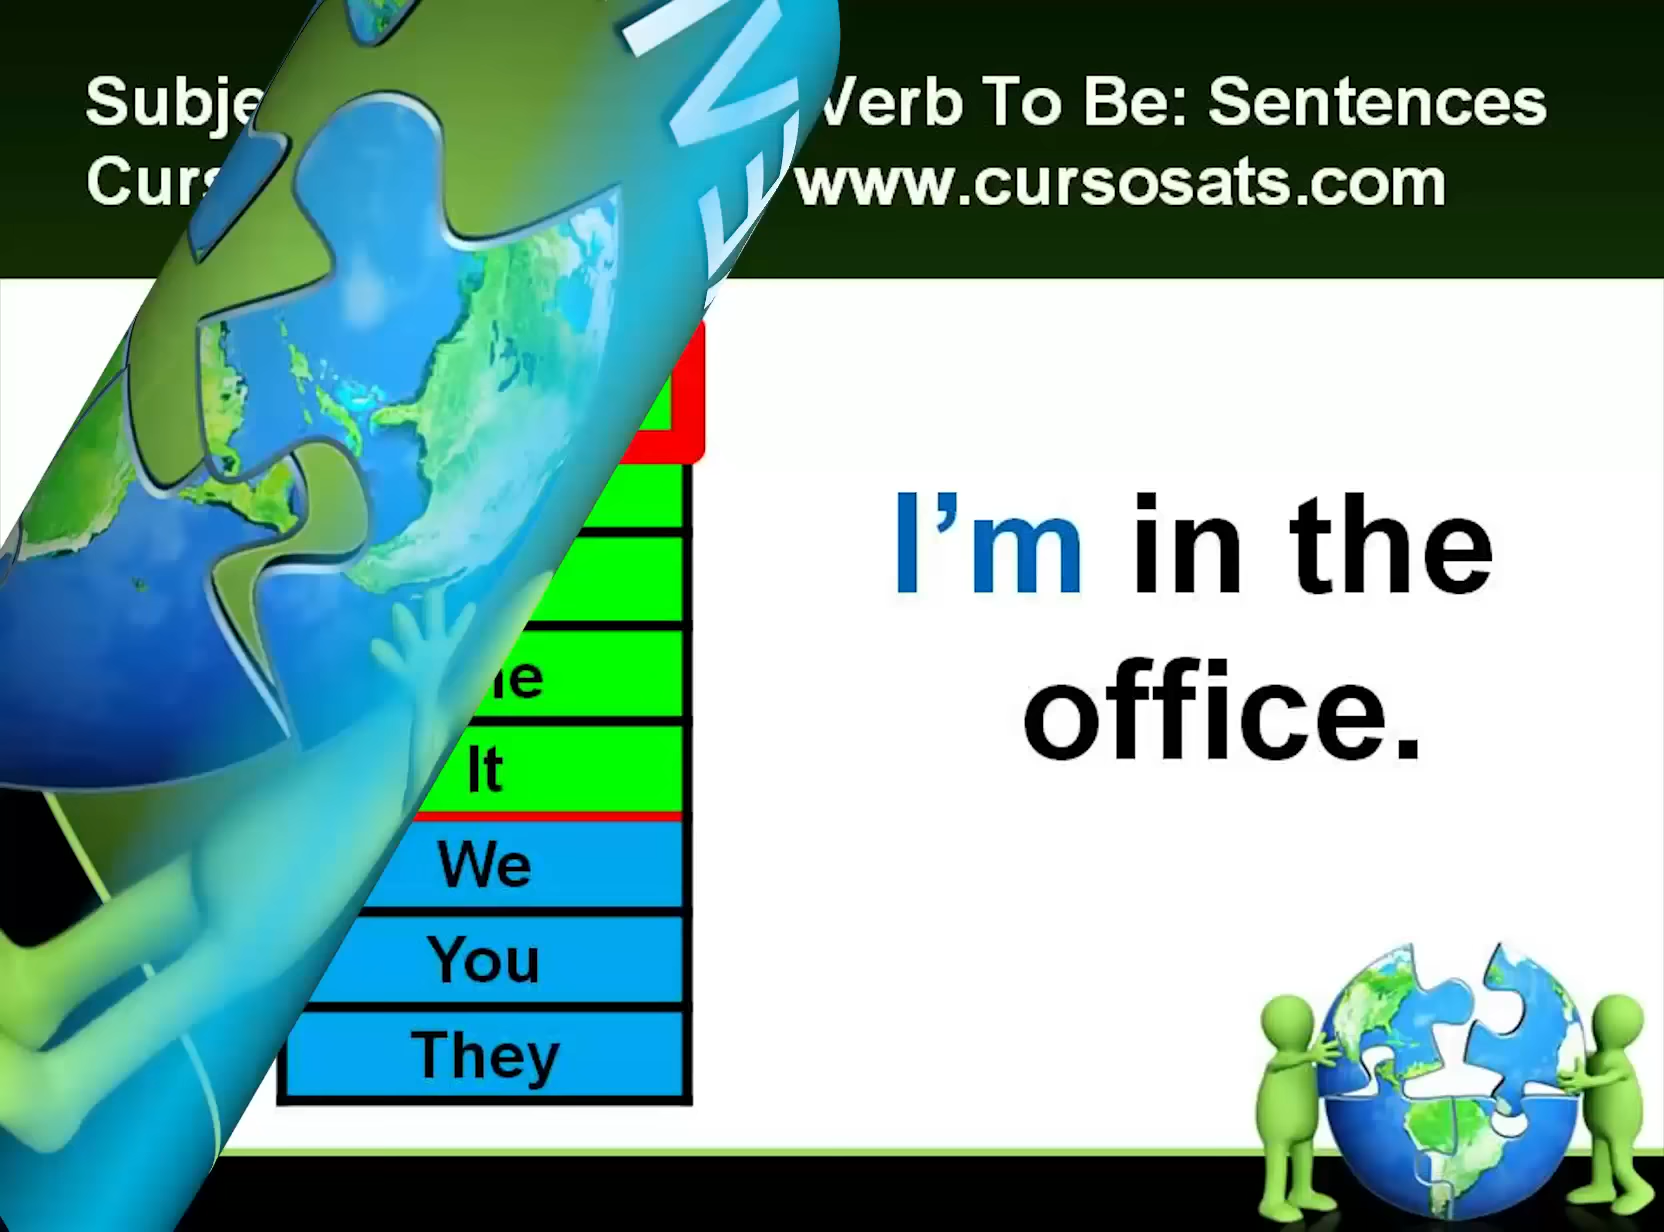 Subje Verb To Be: Sentences
Curs www.cursosats.com
I'm in the
office.
It
We
You
They